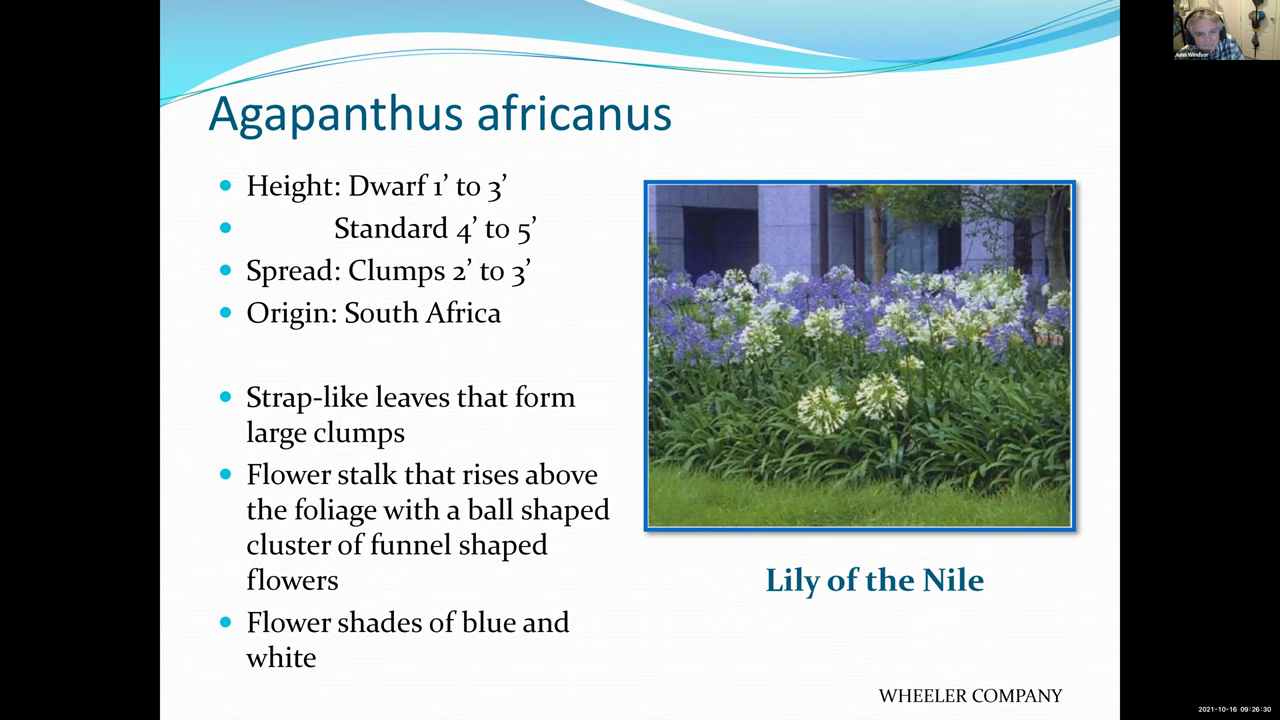 John Windsor
Agapanthus africanus
Height: Dwarf 1’ to 3’
Standard 4’ to 5’
Spread: Clumps 2’ to 3’
Origin: South Africa
Strap-like leaves that form
large clumps
Flower stalk that rises above
the foliage with a ball shaped
cluster of funnel shaped
flowers
Flower shades of blue and
white
Lily of the Nile
WHEELER COMPANY
2021-10-16 09:26:30